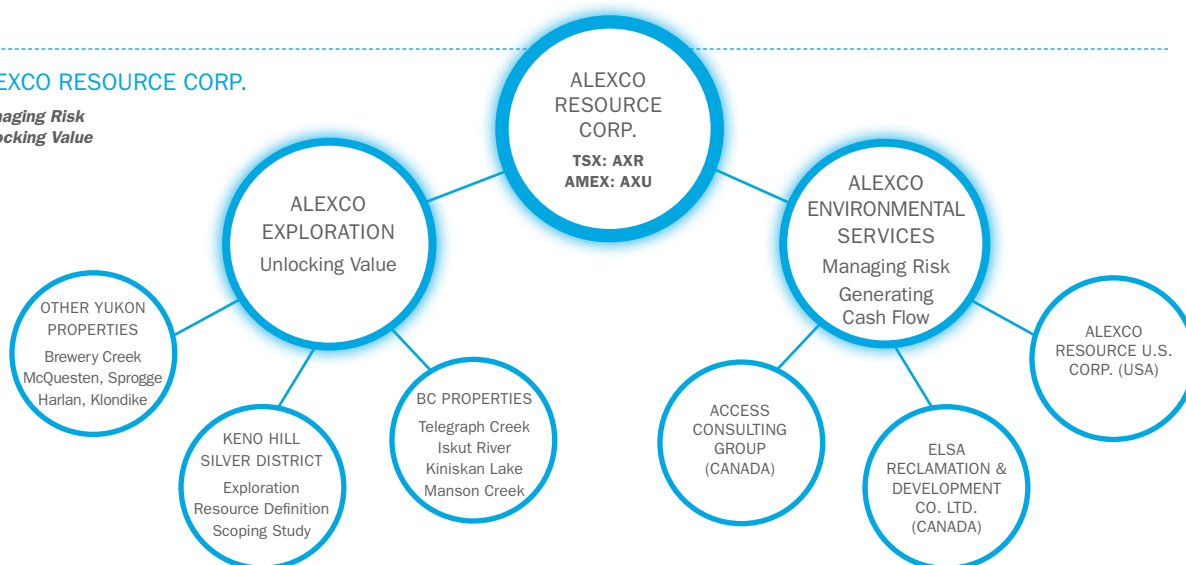 EXCO RESOURCE CORP.
Risk
Value
ALEXCO
RESOURCE
CORP.
TSX: AXR
AMEX: AXU
ALEXCO
EXPLORATION
Unlocking Value
ALEXCO
ENVIRONMENTAL
SERVICES
Managing Risk
Generating
Cash Flow
OTHER YUKON
PROPERTIES
Brewery Creek
McQuesten, Sprogge
Harlan, Klondike
KENO HILL
SILVER DISTRICT
Exploration
Resource Definition
Scoping Study
BC PROPERTIES
Telegraph Creek
Iskut River
Kiniskan Lake
Manson Creek
ACCESS
CONSULTING
GROUP
(CANADA)
ELSA
RECLAMATION &
DEVELOPMENT
CO. LTD.
(CANADA)
ALEXCO
RESOURCE U.S.
CORP. (USA)